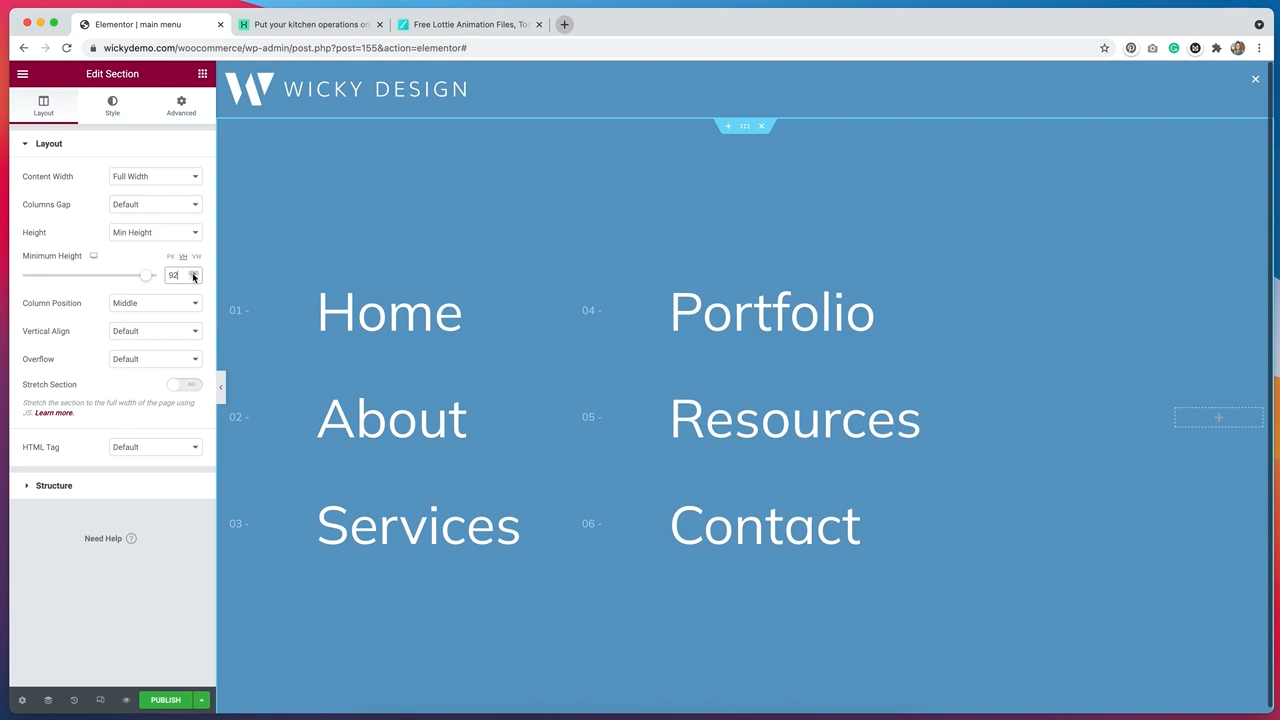 Elementor | main menu
Put your kitchen operations on
Free Lottie Animation Files, Too
wickydemo.com/woocommerce/wp-admin/post.php?post=155&action=elementor#
Edit Section
Layout
Style
Advanced
Layout
Content Width
Full Width
Columns Gap
Default
Height
Min Height
Minimum Height
PX VH VW
92
Column Position
Middle
Vertical Align
Default
Overflow
Default
Stretch Section
NO
Stretch the section to the full width of the page using
JS. Learn more.
HTML Tag
Default
Structure
Need Help
PUBLISH
WICKY DESIGN
01 -
Home
04 -
Portfolio
02 -
About
05 -
Resources
03 -
Services
06 -
Contact